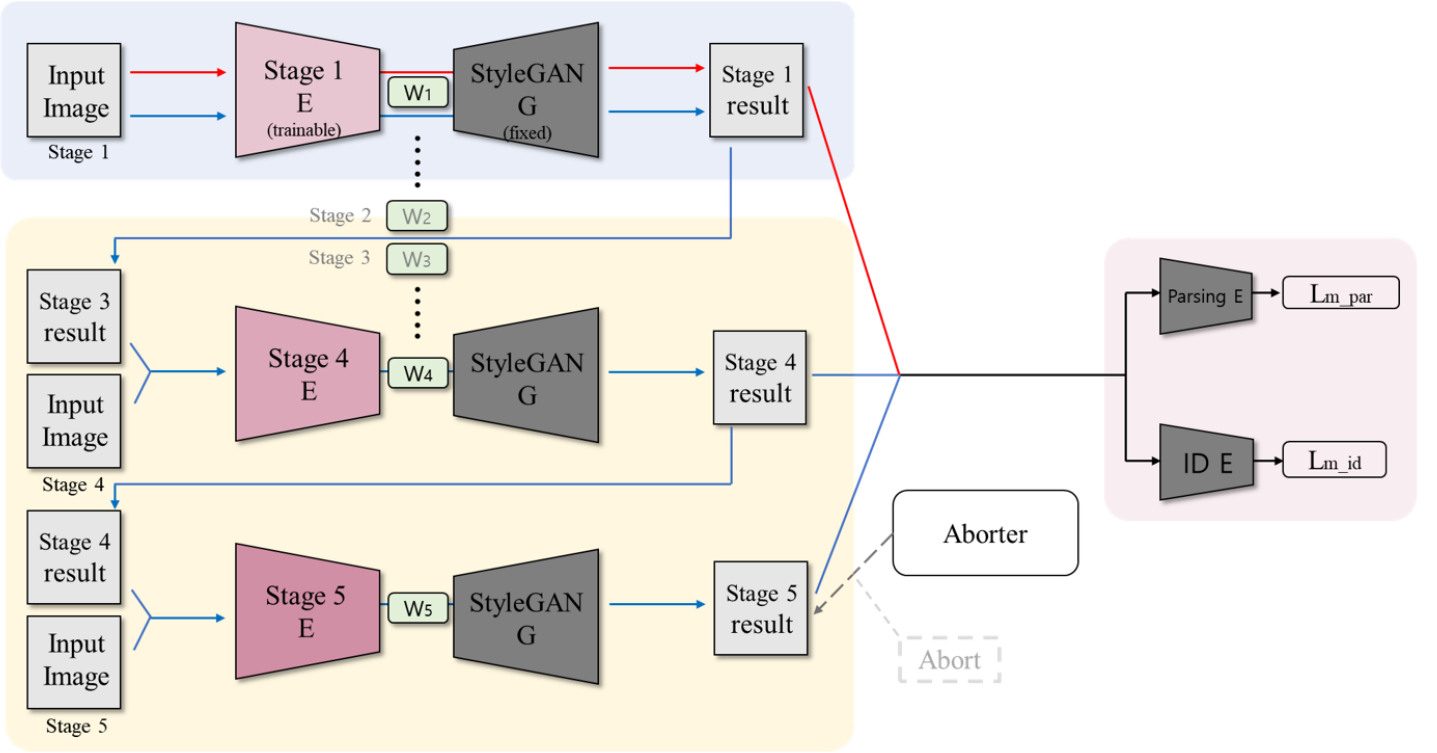 Input
Image
Stage 1
Stage 1
E
(trainable)
W1
StyleGAN
G
(fixed)
Stage 1
result
Stage 2
W2
Stage 3
W3
Stage 3
result
Input
Image
Stage 4
Stage 4
E
W4
StyleGAN
G
Stage 4
result
Stage 4
result
Input
Image
Stage 5
Stage 5
E
W5
StyleGAN
G
Stage 5
result
Aborter
Abort
Parsing E
Lm_par
ID E
Lm_id